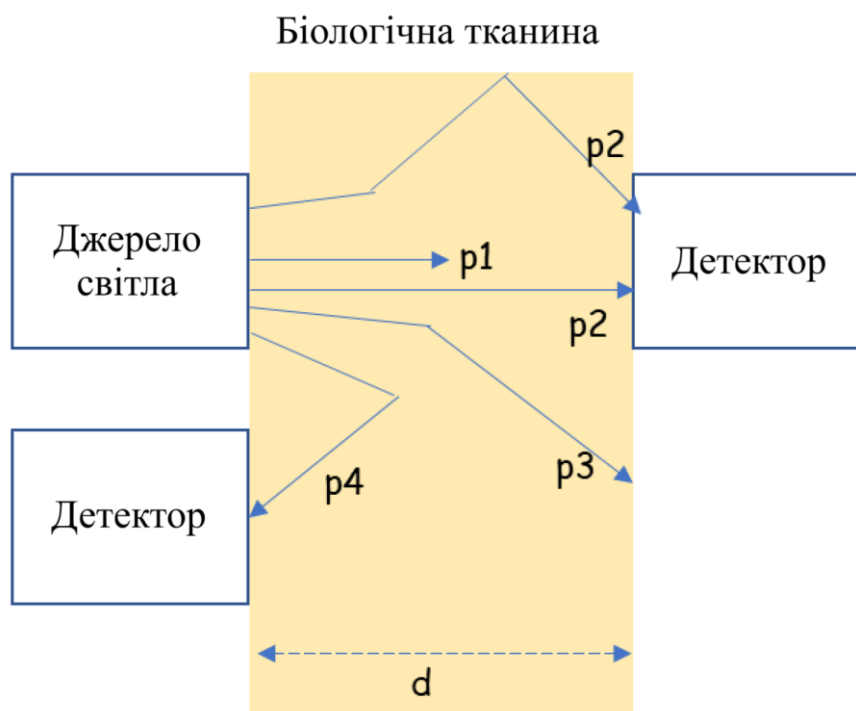 Біологічна тканина
p2
Джерело
світла
p1
Детектор
p2
p3
p4
Детектор
d